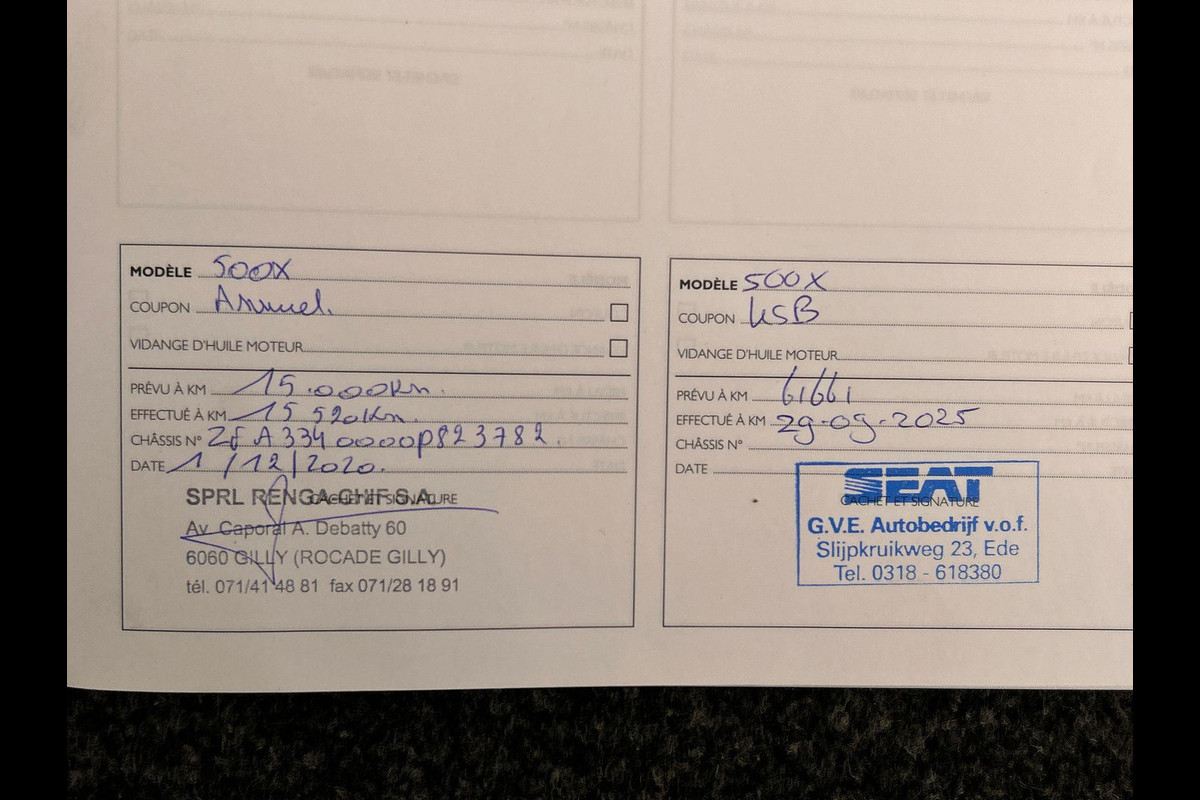 MODÈLE 500X
COUPON Annuel.
VIDANGE D'HUILE MOTEUR
PRÉVU À KM 15.000km.
EFFECTUÉ À KM 15 520km.
CHÂSSIS N° ZFA3340000P823782.
DATE 1/12/2020.
CACHET ET SIGNATURE
SPRL RENGA-CHIF S.A.
Av. Caporal A. Debatty 60
6060 GILLY (ROCADE GILLY)
tél. 071/41 48 81 fax 071/28 18 91
MODÈLE 500X
COUPON KSB
VIDANGE D'HUILE MOTEUR
PRÉVU À KM 61661
EFFECTUÉ À KM 29-09-2025
CHÂSSIS N°
DATE
SEAT
CACHET ET SIGNATURE
G.V.E. Autobedrijf v.o.f.
Slijpkruikweg 23, Ede
Tel. 0318 - 618380